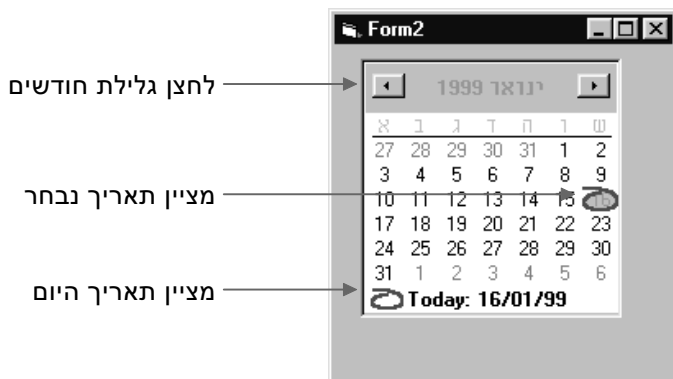 Form2
לחצן גלילת חודשים
ינואר 1999
א ב ג ד ה ו ש
27 28 29 30 31 1 2
3 4 5 6 7 8 9
מציין תאריך נבחר
10 11 12 13 14 15 16
17 18 19 20 21 22 23
24 25 26 27 28 29 30
31 1 2 3 4 5 6
מציין תאריך היום
Today: 16/01/99